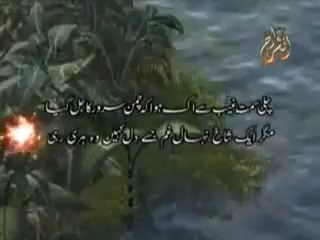 چلی سمت غیب سے اک ہوا کہ چمن سرور کا جل گیا
مگر ایک شاخ نہال غم جسے دل کہیں وہ ہری رہی